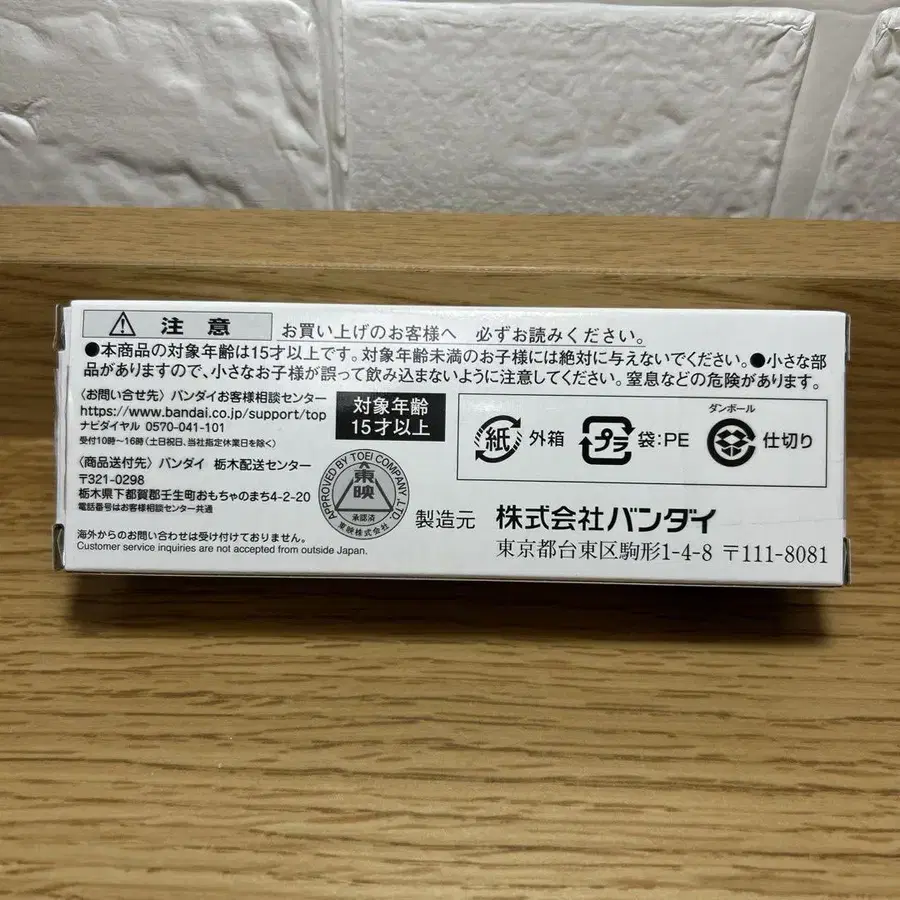 注意 お買い上げのお客様へ 必ずお読みください。
●本商品の対象年齢は15才以上です。対象年齢未満のお子様には絶対に与えないでください。●小さな部
品がありますので、小さなお子様が誤って飲み込まないように注意してください。窒息などの危険があります。
〈お問い合せ先〉バンダイお客様相談センター
https://www.bandai.co.jp/support/top
ナビダイヤル 0570-041-101
受付10時~16時(土日祝日、当社指定休業日を除く)
〈商品送付先〉バンダイ 栃木配送センター
〒321-0298
栃木県下都賀郡壬生町おもちゃのまち4-2-20
電話番号はお客様相談センター共通
海外からのお問い合わせは受け付けておりません。
Customer service inquiries are not accepted from outside Japan.
対象年齢
15才以上
APPROVED BY TOEI COMPANY, LTD.
東映
承認済
東映株式会社
紙 外箱
プラ 袋:PE
ダンボール
仕切り
製造元 株式会社バンダイ
東京都台東区駒形1-4-8 〒111-8081